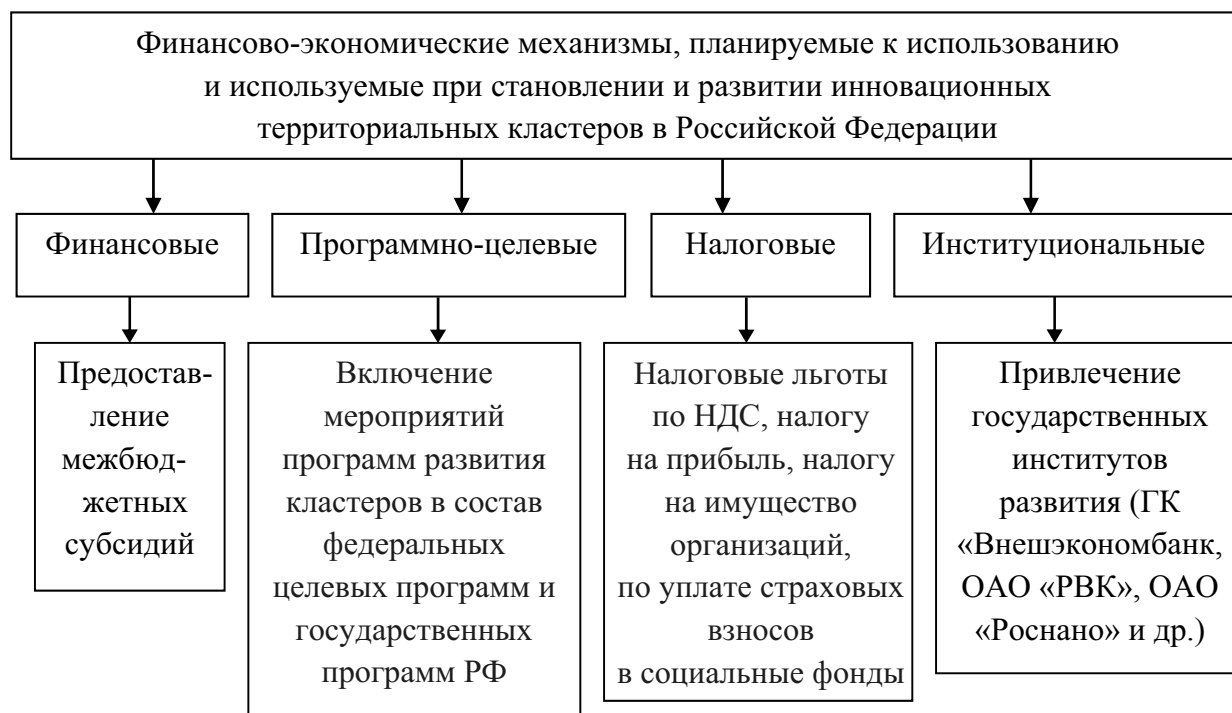 Финансово-экономические механизмы, планируемые к использованию
и используемые при становлении и развитии инновационных
территориальных кластеров в Российской Федерации
Финансовые
Программно-целевые
Налоговые
Институциональные
Предостав-
ление
межбюд-
жетных
субсидий
Включение
мероприятий
программ развития
кластеров в состав
федеральных
целевых программ и
государственных
программ РФ
Налоговые льготы
по НДС, налогу
на прибыль, налогу
на имущество
организаций,
по уплате страховых
взносов
в социальные фонды
Привлечение
государственных
институтов
развития (ГК
«Внешэкономбанк,
ОАО «РВК», ОАО
«Роснано» и др.)